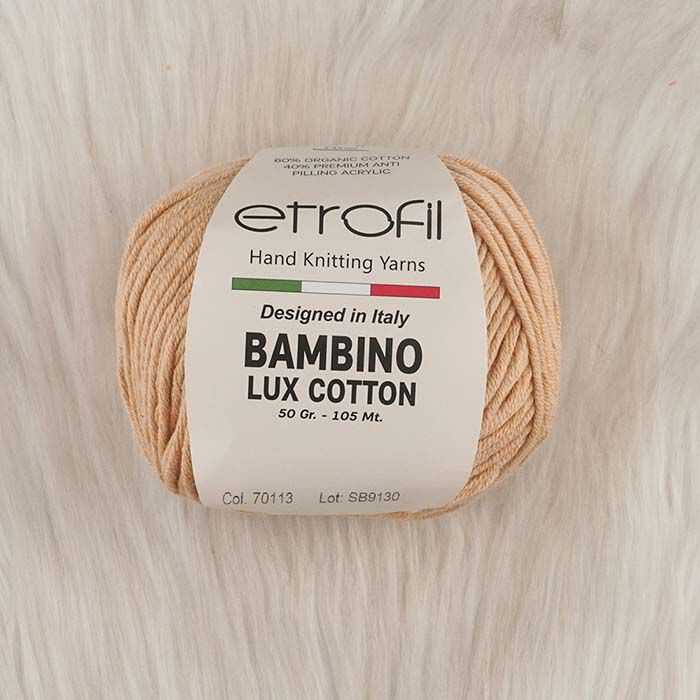 60% ORGANIC COTTON
40% PREMIUM ANTI
PILLING ACRYLIC
etrofil
Hand Knitting Yarns
Designed in Italy
BAMBINO
LUX COTTON
50 Gr. - 105 Mt.
Col. 70113 Lot: SB9130